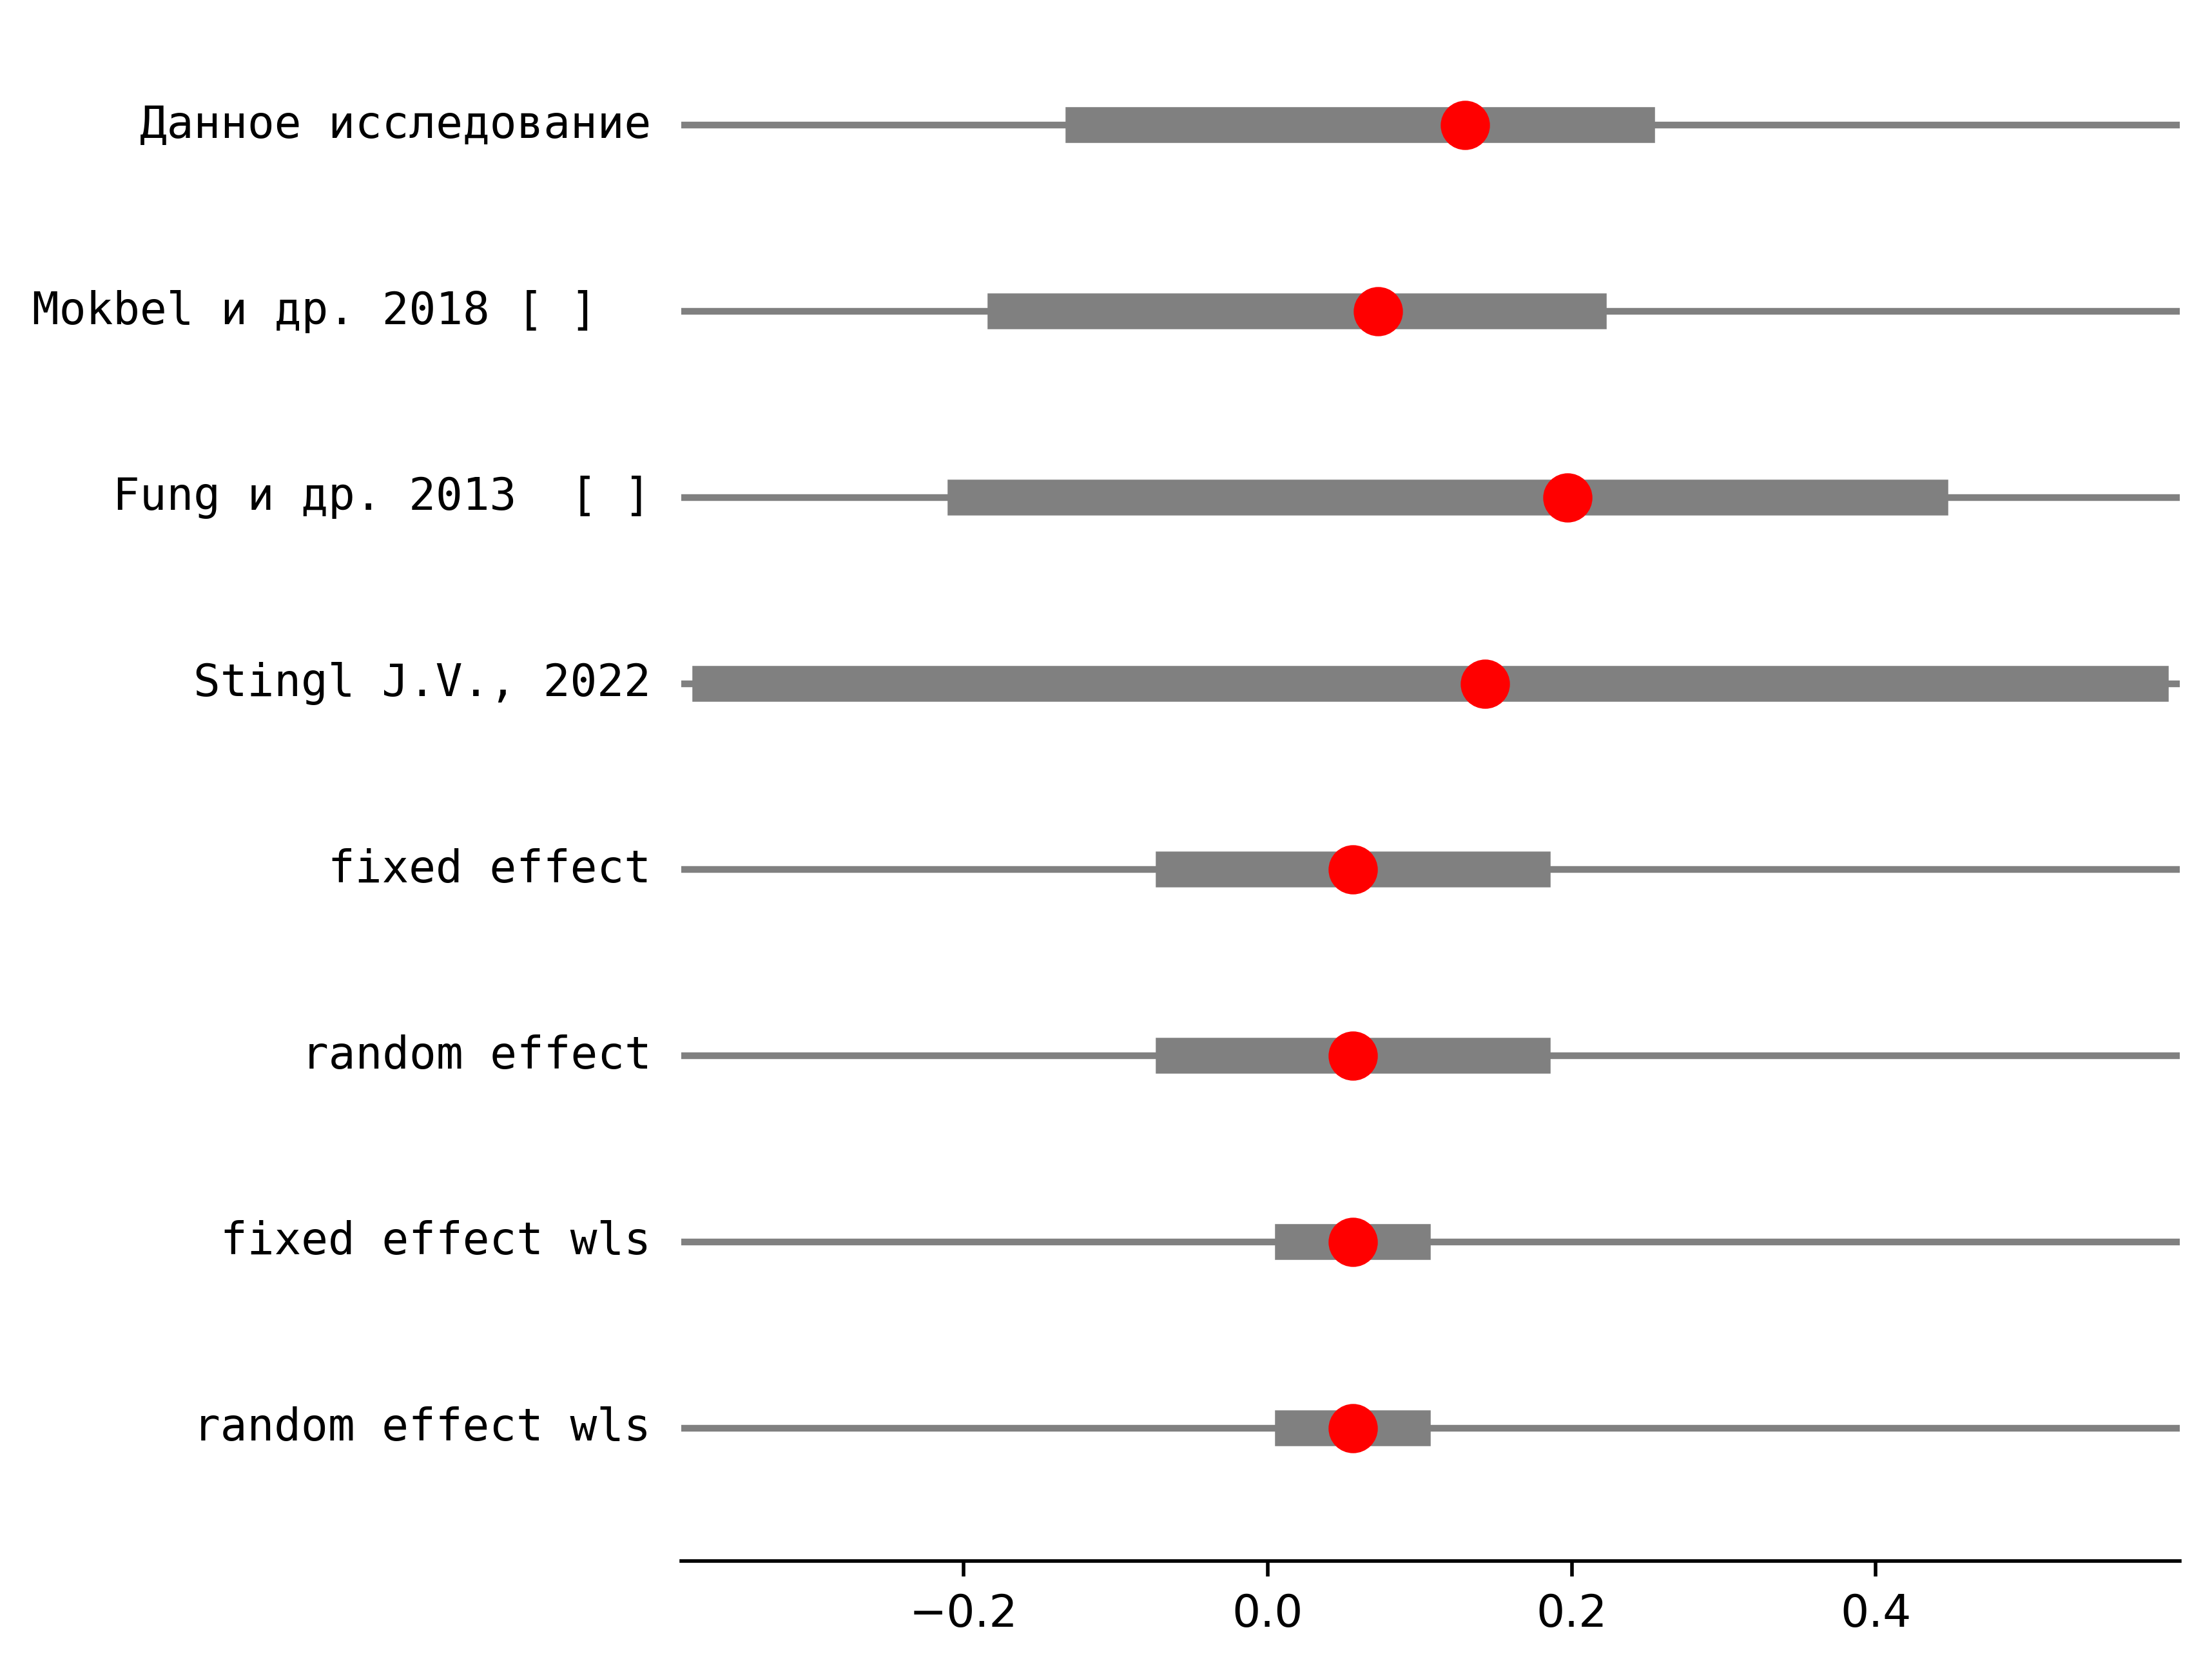 Данное исследование
Mokbel и др. 2018 [ ]
Fung и др. 2013  [ ]
Stingl J.V., 2022
fixed effect
random effect
fixed effect wls
random effect wls
−0.2 0.0 0.2 0.4